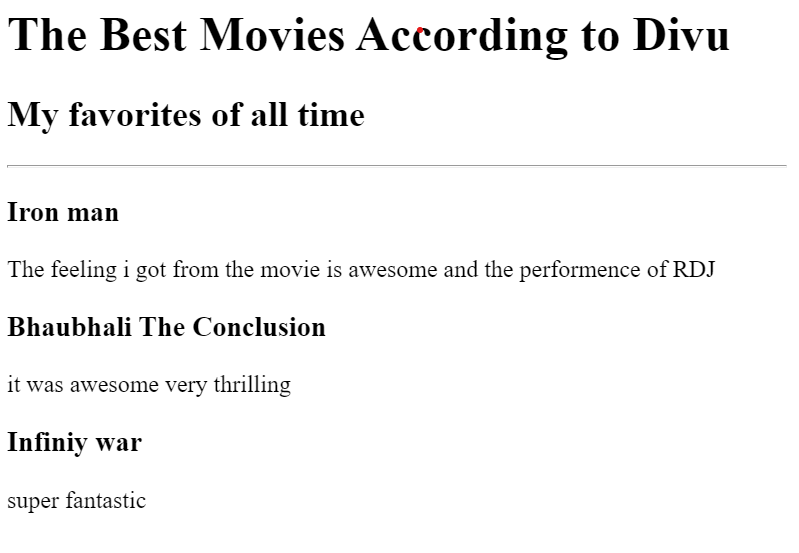 The Best Movies According to Divu
My favorites of all time
Iron man
The feeling i got from the movie is awesome and the performence of RDJ
Bhaubhali The Conclusion
it was awesome very thrilling
Infiniy war
super fantastic